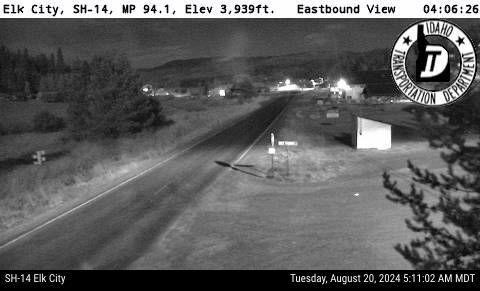 Elk City, SH-14, MP 94.1, Elev 3,939ft. Eastbound View 04:06:26
IDAHO
TRANSPORTATION DEPARTMENT
SH-14 Elk City
Tuesday, August 20, 2024 5:11:02 AM MDT